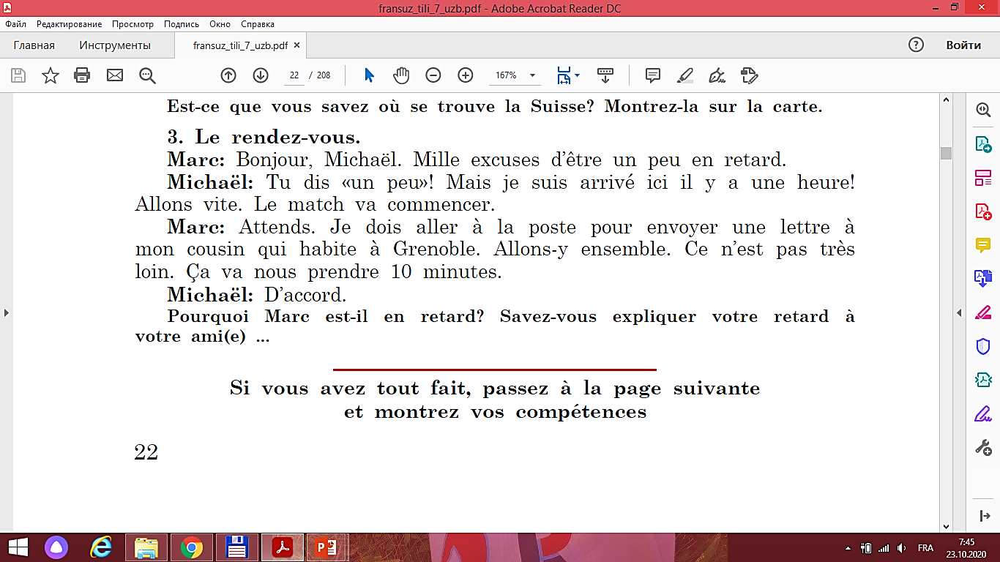 fransuz_tili_7_uzb.pdf - Adobe Acrobat Reader DC
Файл Редактирование Просмотр Подпись Окно Справка
Главная Инструменты fransuz_tili_7_uzb.pdf × Войти
22 / 208 167%
Est-ce que vous savez où se trouve la Suisse? Montrez-la sur la carte.
3. Le rendez-vous.
Marc: Bonjour, Michaël. Mille excuses d'être un peu en retard.
Michaël: Tu dis «un peu»! Mais je suis arrivé ici il y a une heure!
Allons vite. Le match va commencer.
Marc: Attends. Je dois aller à la poste pour envoyer une lettre à
mon cousin qui habite à Grenoble. Allons-y ensemble. Ce n'est pas très
loin. Ça va nous prendre 10 minutes.
Michaël: D'accord.
Pourquoi Marc est-il en retard? Savez-vous expliquer votre retard à
votre ami(e) ...
Si vous avez tout fait, passez à la page suivante
et montrez vos compétences
22
FRA
7:45
23.10.2020